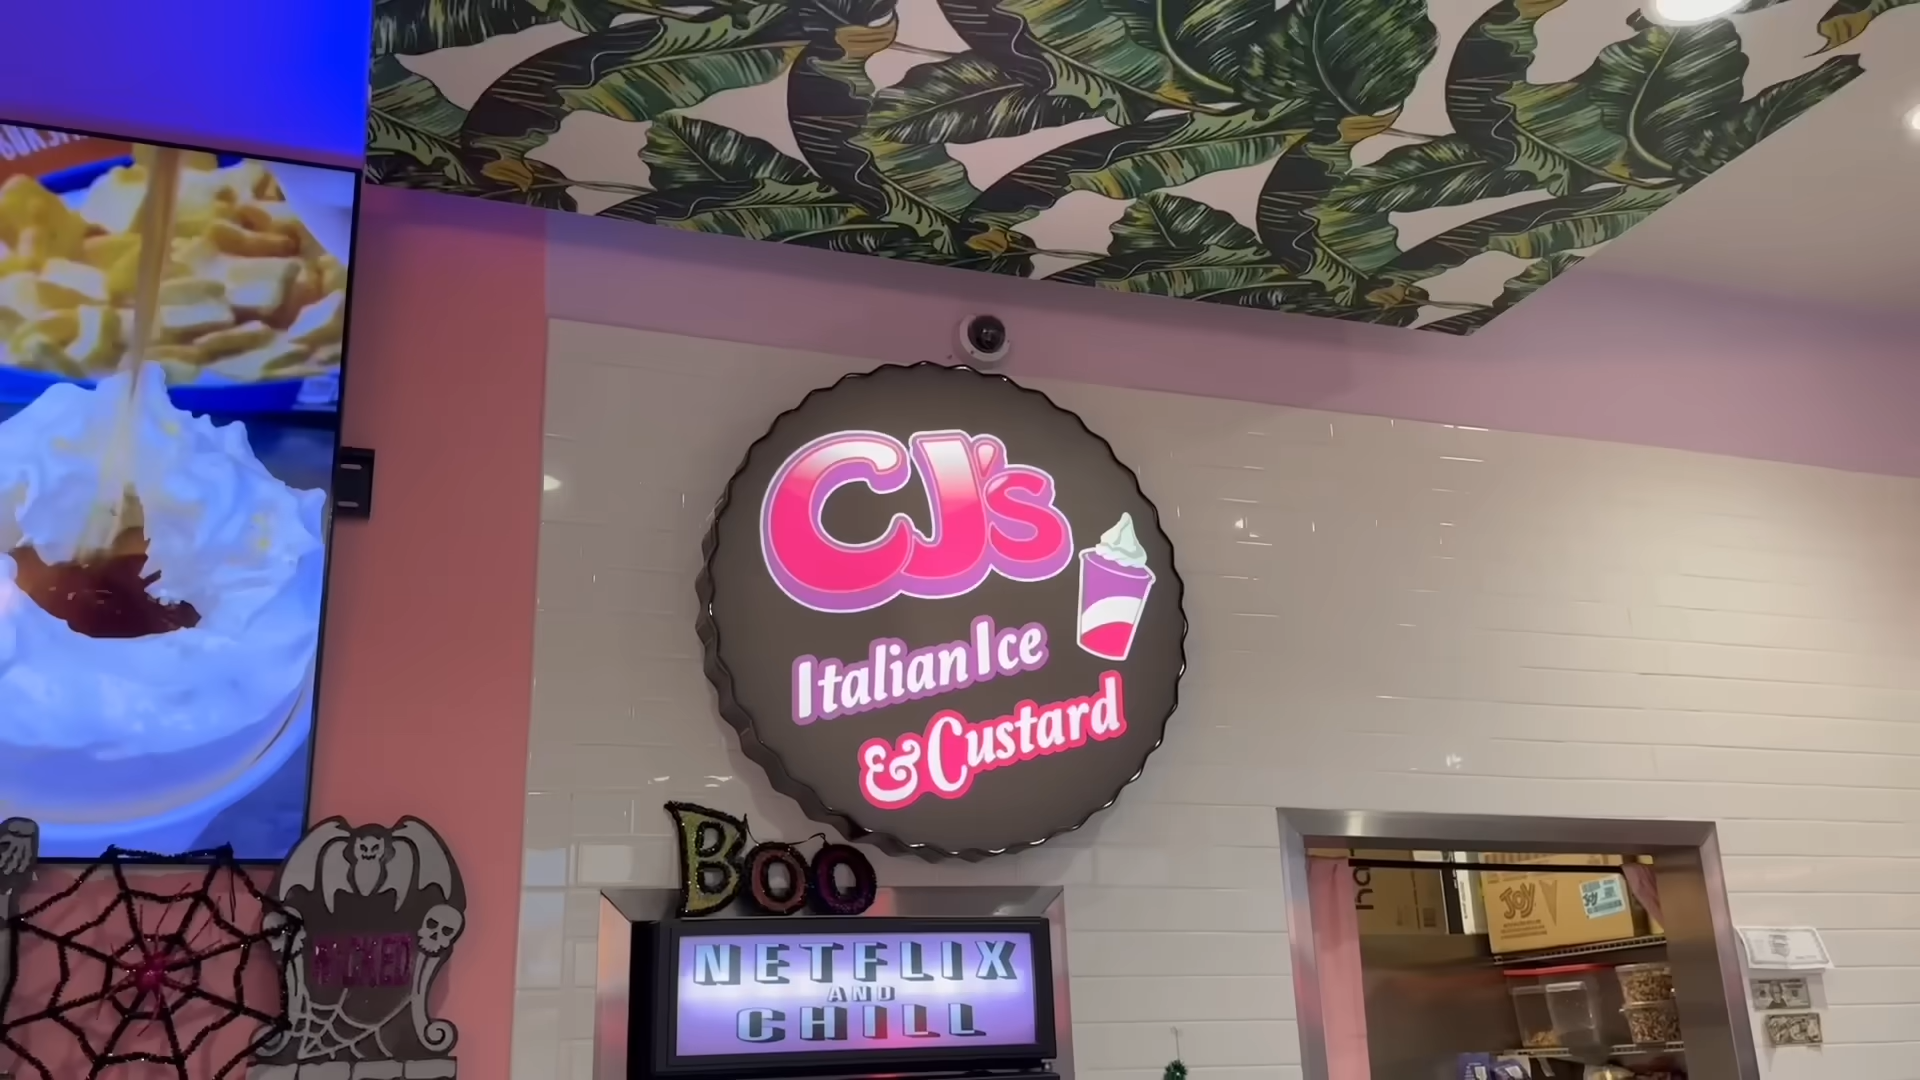 CJ's
Italian Ice
& Custard
BOO
WICKED
NETFLIX
AND
CHILL
JOY